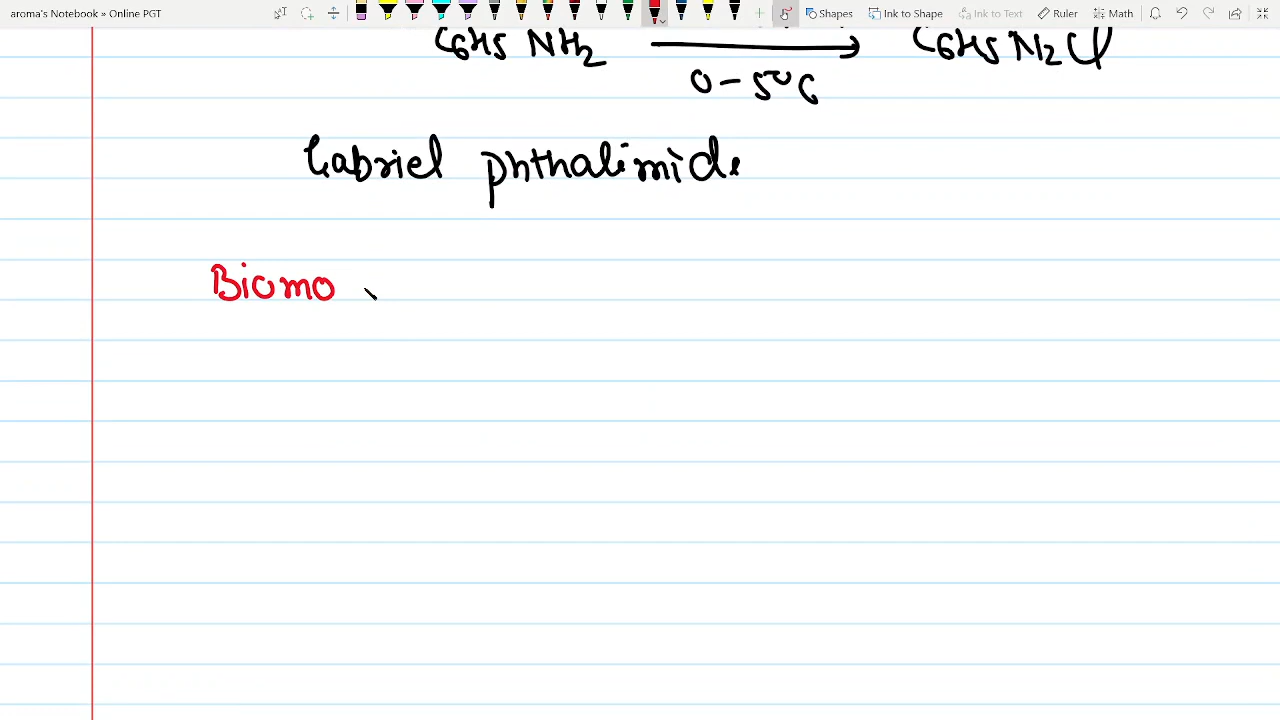 aroma's Notebook » Online PGT
Shapes Ink to Shape Ink to Text Ruler Math
C6H5 NH2 C6H5 N2 Cl
0-5°C
Gabriel phthalimide
Biomo